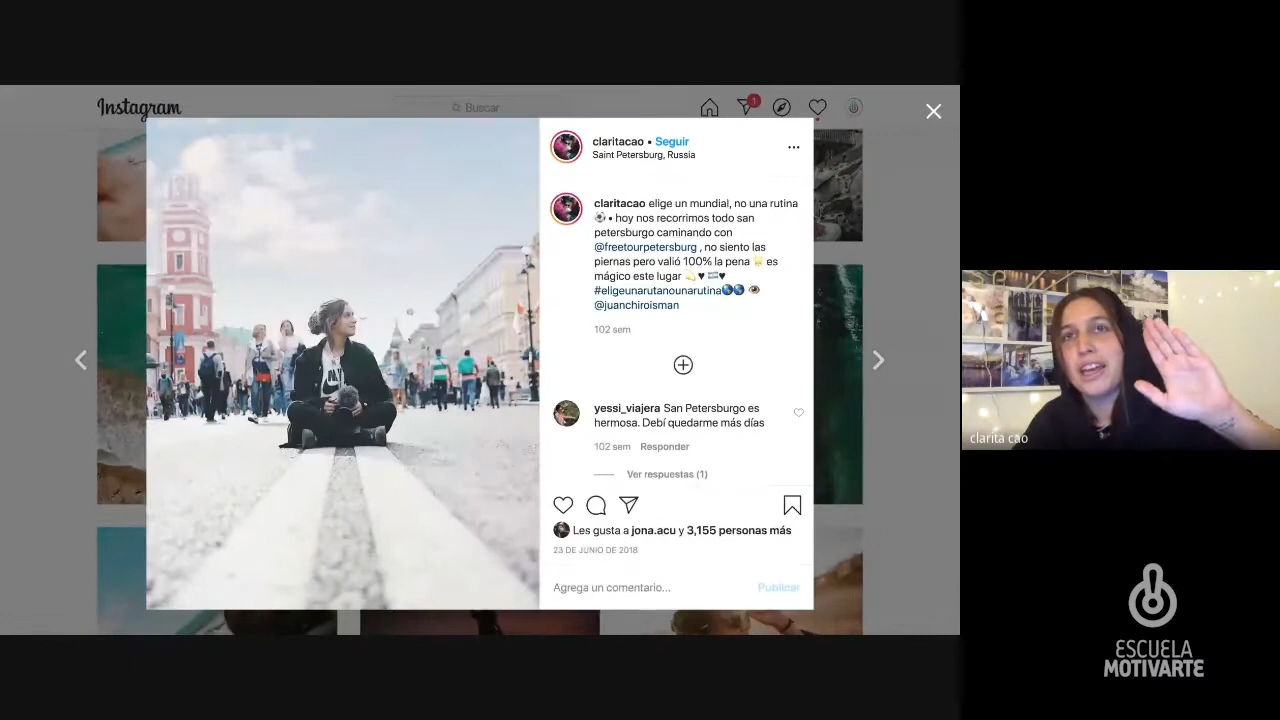 Instagram
Buscar
1
claritacao • Seguir
Saint Petersburg, Russia
claritacao elige un mundial, no una rutina
⚽ • hoy nos recorrimos todo san
petersburgo caminando con
@freetourpetersburg , no siento las
piernas pero valió 100% la pena es
mágico este lugar 💫 ♥ 🇦🇷 ♥
#eligeunarutanounarutina🌎🌎 👁
@juanchiroisman
102 sem
yessi_viajera San Petersburgo es
hermosa. Debí quedarme más días
102 sem Responder
Ver respuestas (1)
Les gusta a jona.acu y 3,155 personas más
23 DE JUNIO DE 2018
Agrega un comentario...
Publicar
clarita cao
ESCUELA
MOTIVARTE